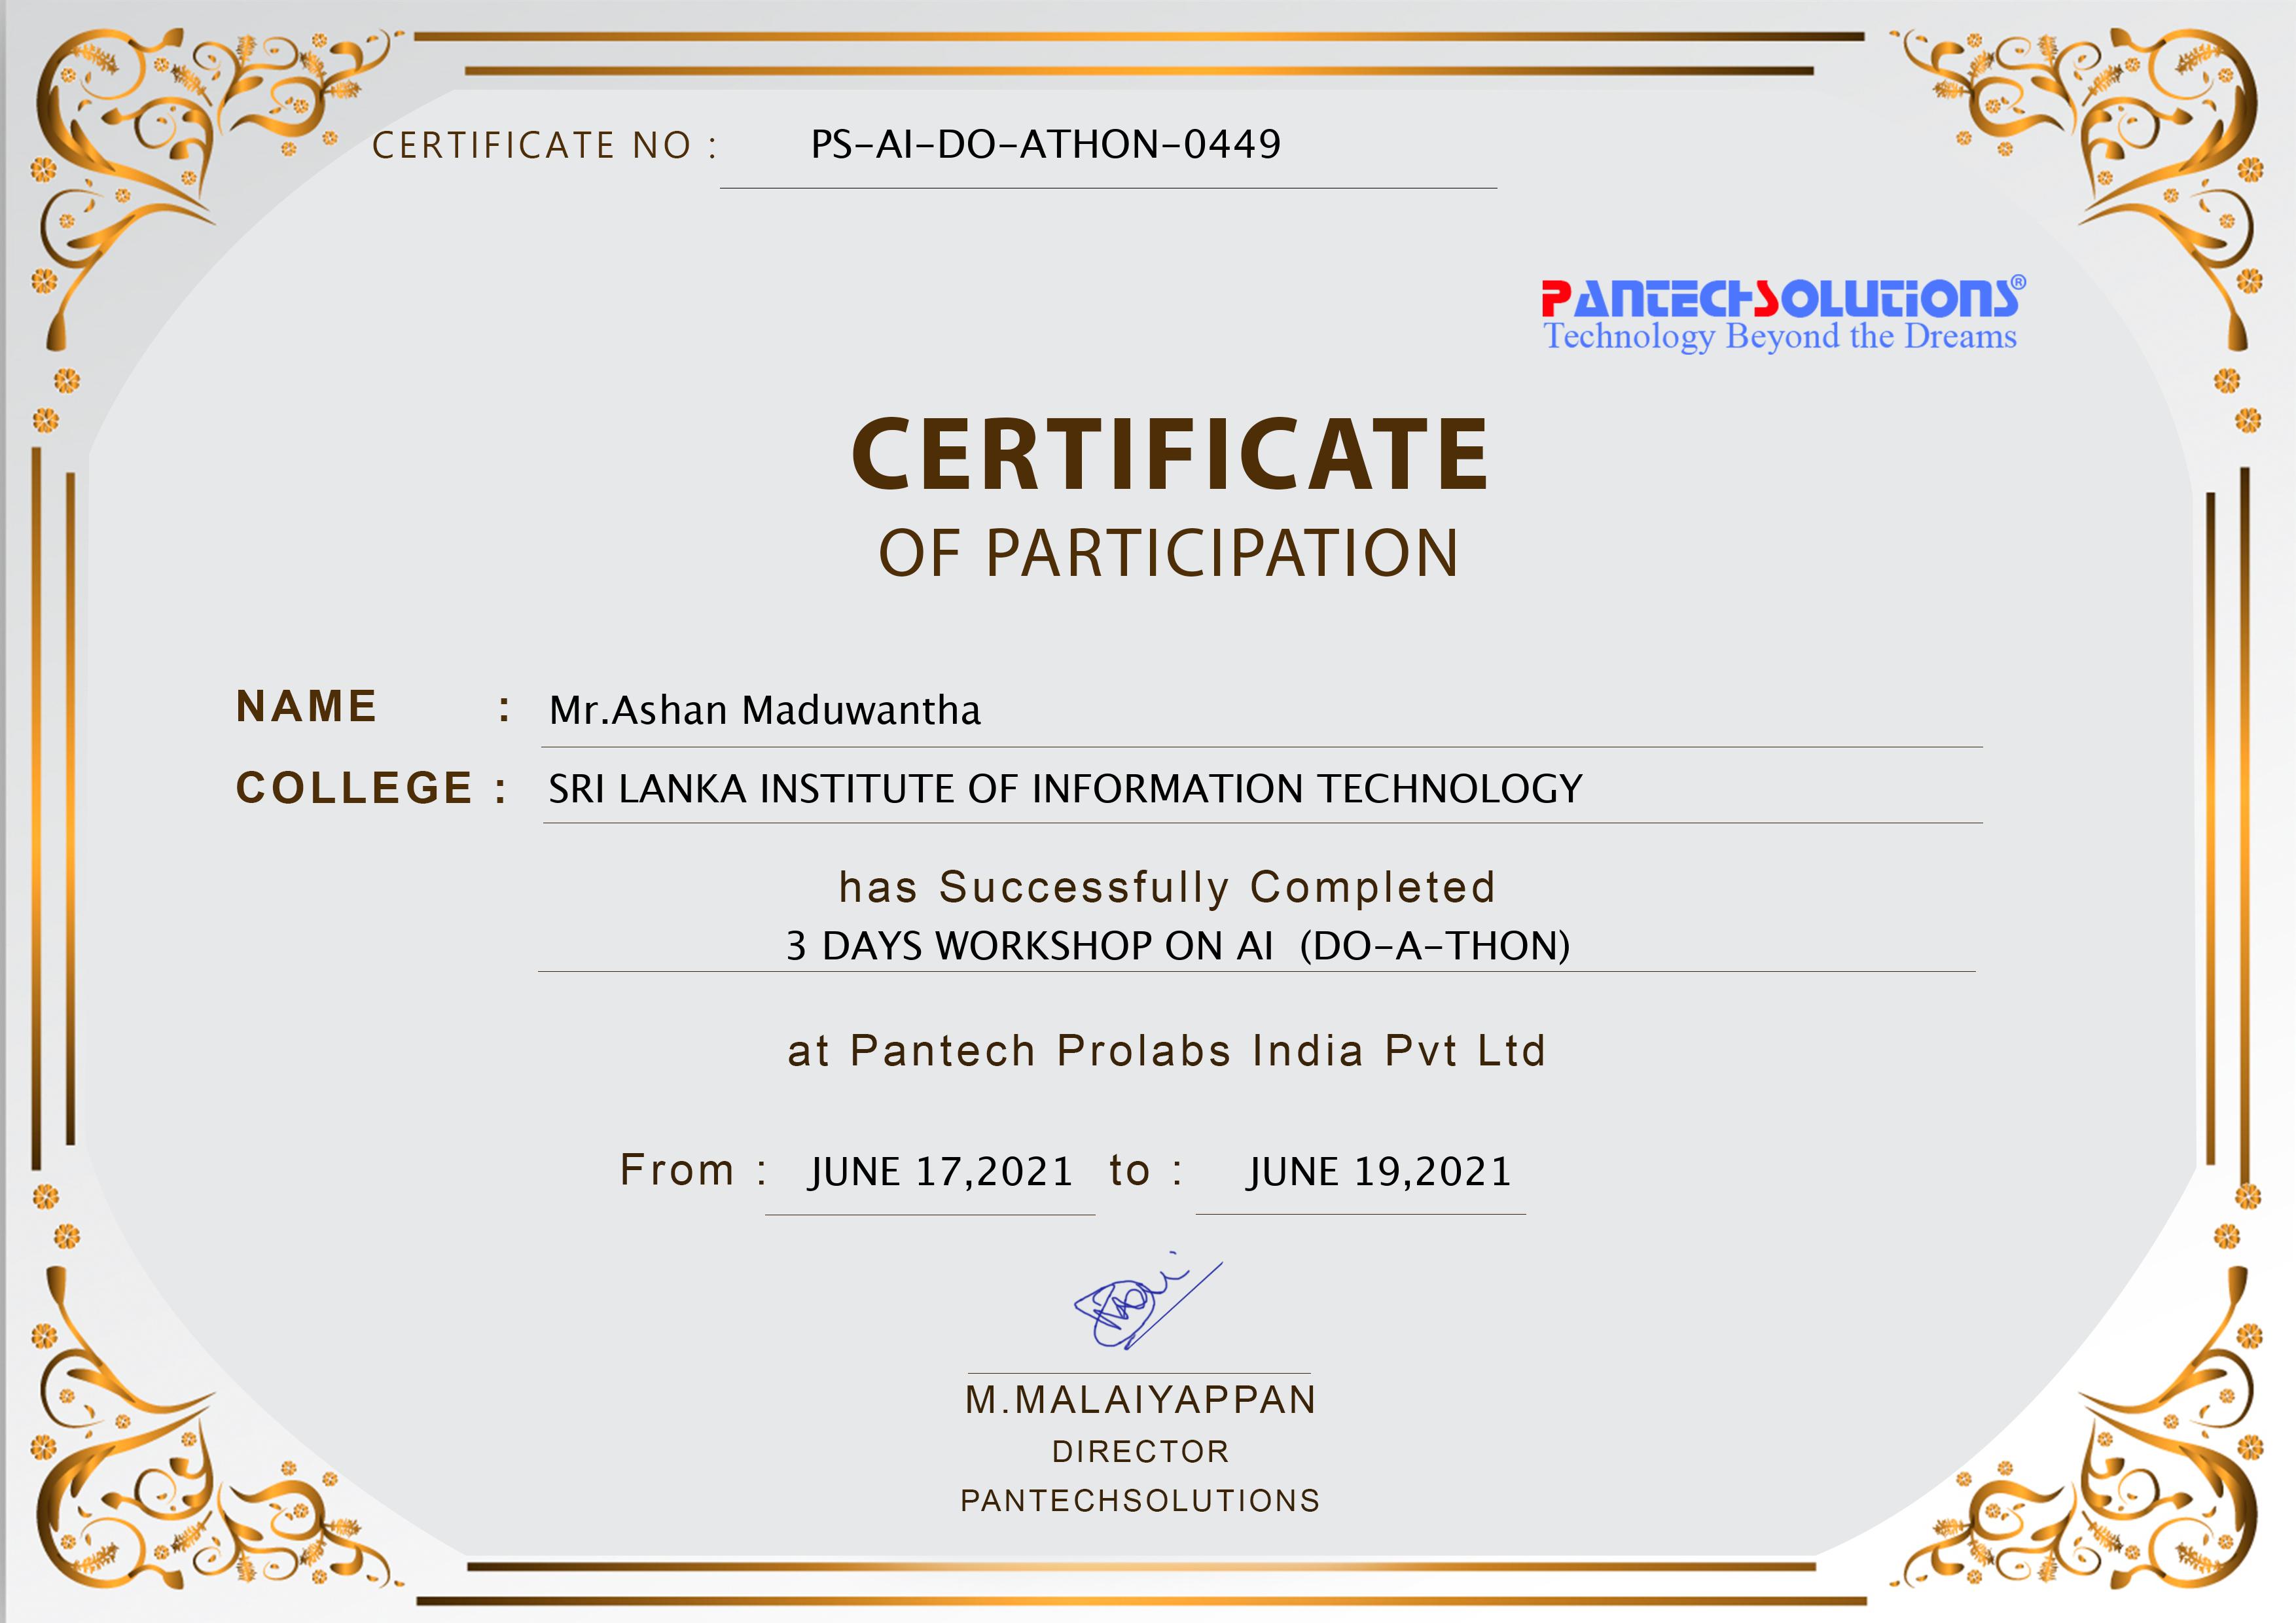 CERTIFICATE NO : PS-AI-DO-ATHON-0449
PANTECHSOLUTIONS®
Technology Beyond the Dreams
CERTIFICATE
OF PARTICIPATION
NAME : Mr.Ashan Maduwantha
COLLEGE : SRI LANKA INSTITUTE OF INFORMATION TECHNOLOGY
has Successfully Completed
3 DAYS WORKSHOP ON AI (DO-A-THON)
at Pantech Prolabs India Pvt Ltd
From : JUNE 17,2021 to : JUNE 19,2021
M.MALAIYAPPAN
DIRECTOR
PANTECHSOLUTIONS